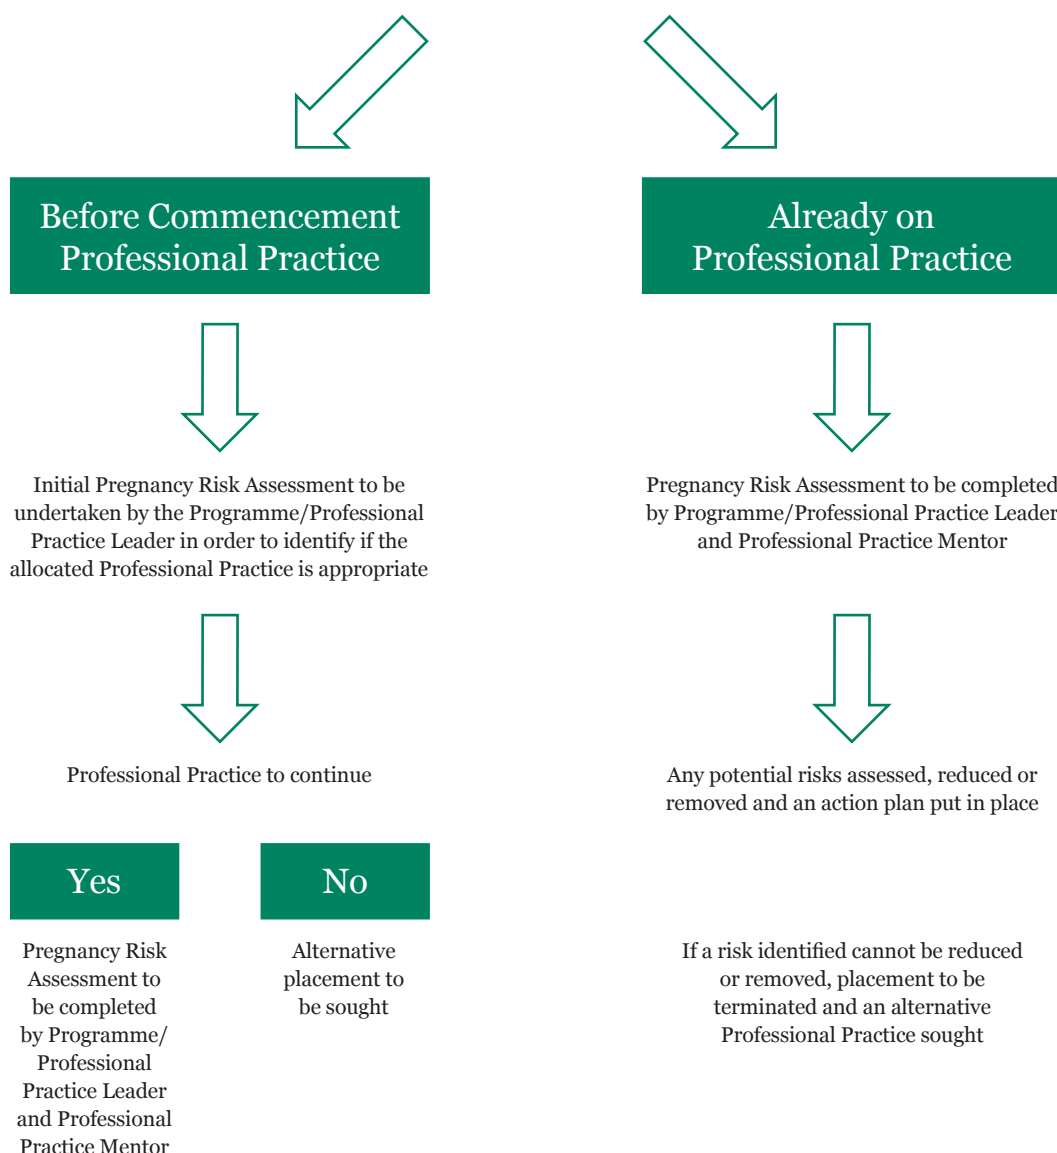 Before Commencement
Professional Practice
Initial Pregnancy Risk Assessment to be
undertaken by the Programme/Professional
Practice Leader in order to identify if the
allocated Professional Practice is appropriate
Professional Practice to continue
Yes
Pregnancy Risk
Assessment to
be completed
by Programme/
Professional
Practice Leader
and Professional
Practice Mentor
No
Alternative
placement to
be sought
Already on
Professional Practice
Pregnancy Risk Assessment to be completed
by Programme/Professional Practice Leader
and Professional Practice Mentor
Any potential risks assessed, reduced or
removed and an action plan put in place
If a risk identified cannot be reduced
or removed, placement to be
terminated and an alternative
Professional Practice sought